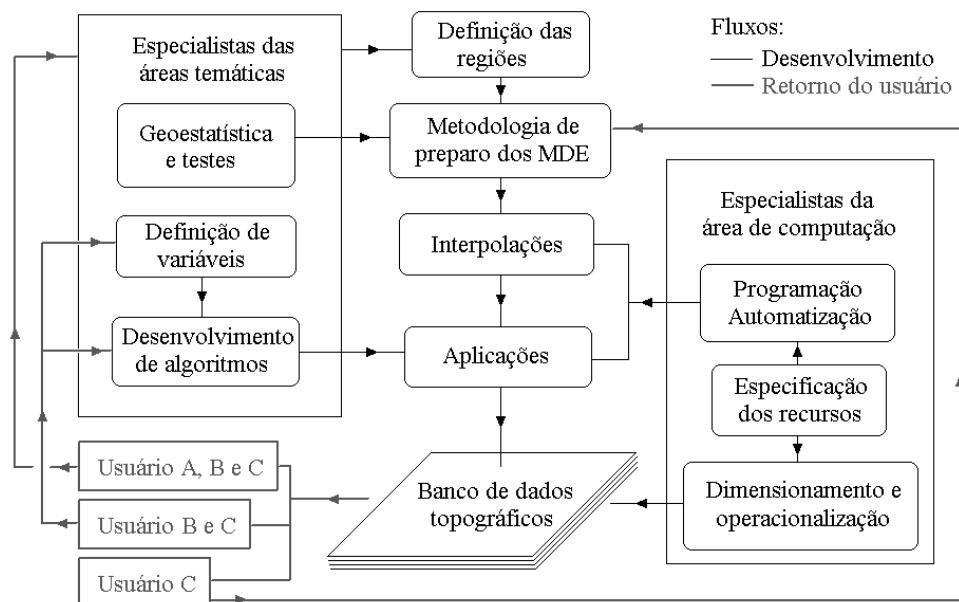 Especialistas das
áreas temáticas
Geoestatística
e testes
Definição de
variáveis
Desenvolvimento
de algoritmos
Definição das
regiões
Metodologia de
preparo dos MDE
Interpolações
Aplicações
Banco de dados
topográficos
Fluxos:
Desenvolvimento
Retorno do usuário
Especialistas da
área de computação
Programação
Automatização
Especificação
dos recursos
Dimensionamento e
operacionalização
Usuário A, B e C
Usuário B e C
Usuário C